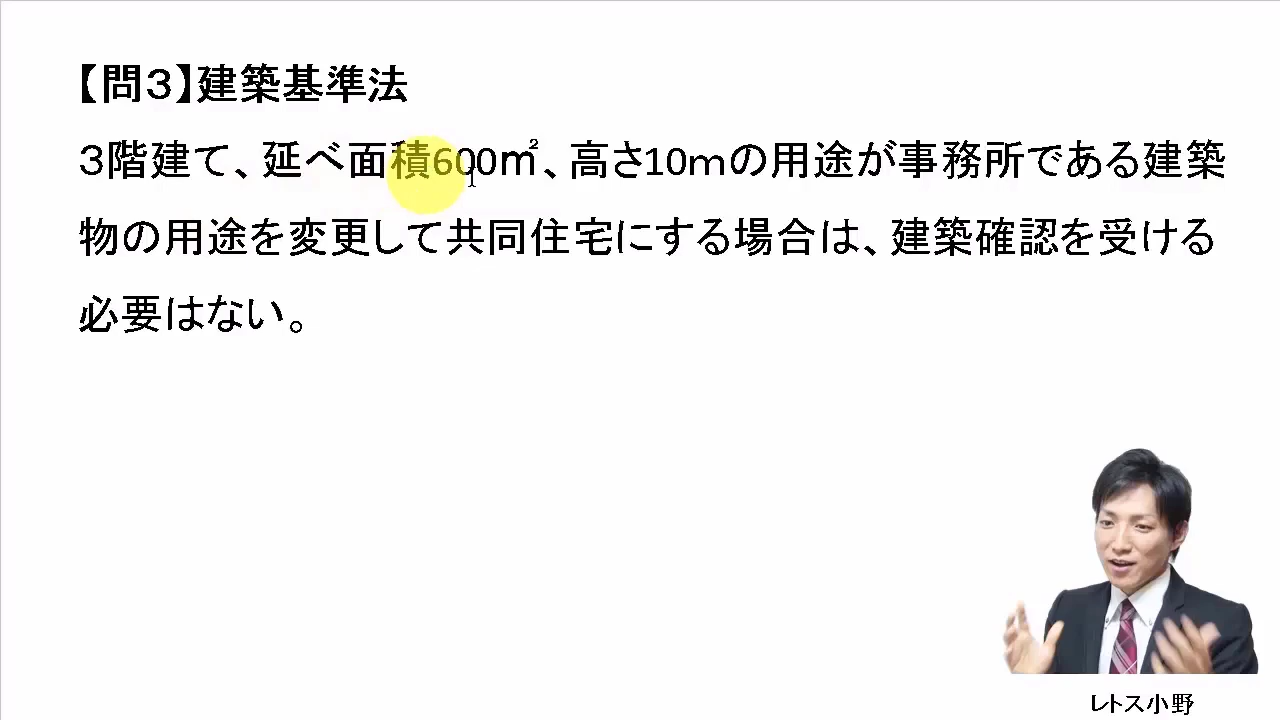 【問３】建築基準法
３階建て、延べ面積600㎡、高さ10ｍの用途が事務所である建築
物の用途を変更して共同住宅にする場合は、建築確認を受ける
必要はない。
レトス小野